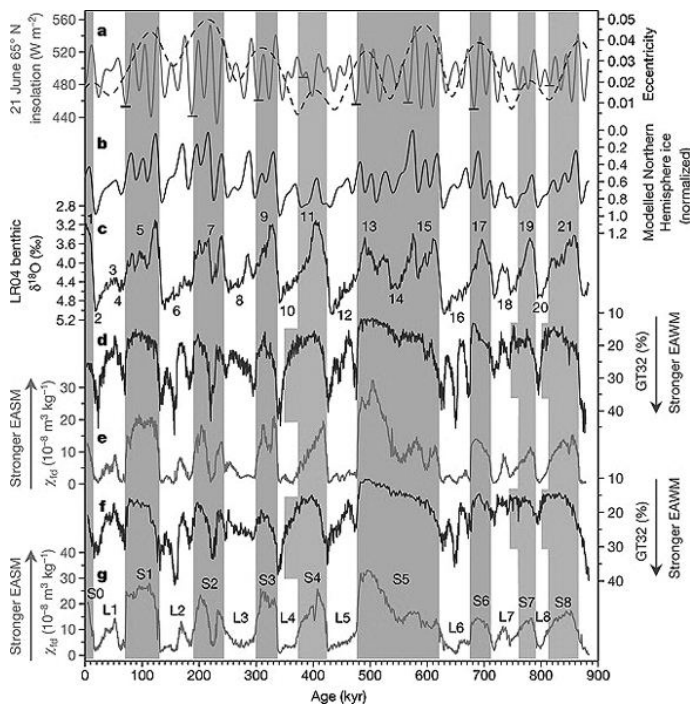 a
21 June 65° N
insolation (W m⁻²)
560
520
480
440
0.05
0.04
0.03
0.02
0.01
Eccentricity
b
0.0
0.2
0.4
0.6
0.8
1.0
1.2
Modelled Northern
Hemisphere ice
(normalized)
c
LR04 benthic
δ¹⁸O (‰)
2.8
3.2
3.6
4.0
4.4
4.8
5.2
1
2
3
4
5
6
7
8
9
10
11
12
13
14
15
16
17
18
19
20
21
d
10
20
30
40
GT32 (%)
Stronger EAWM
e
Stronger EASM
χfd (10⁻⁸ m³ kg⁻¹)
30
20
10
0
f
10
20
30
40
GT32 (%)
Stronger EAWM
g
Stronger EASM
χfd (10⁻⁸ m³ kg⁻¹)
40
30
20
10
0
S0
L1
S1
L2
S2
L3
S3
L4
S4
L5
S5
L6
S6
L7
S7
L8
S8
0 100 200 300 400 500 600 700 800 900
Age (kyr)